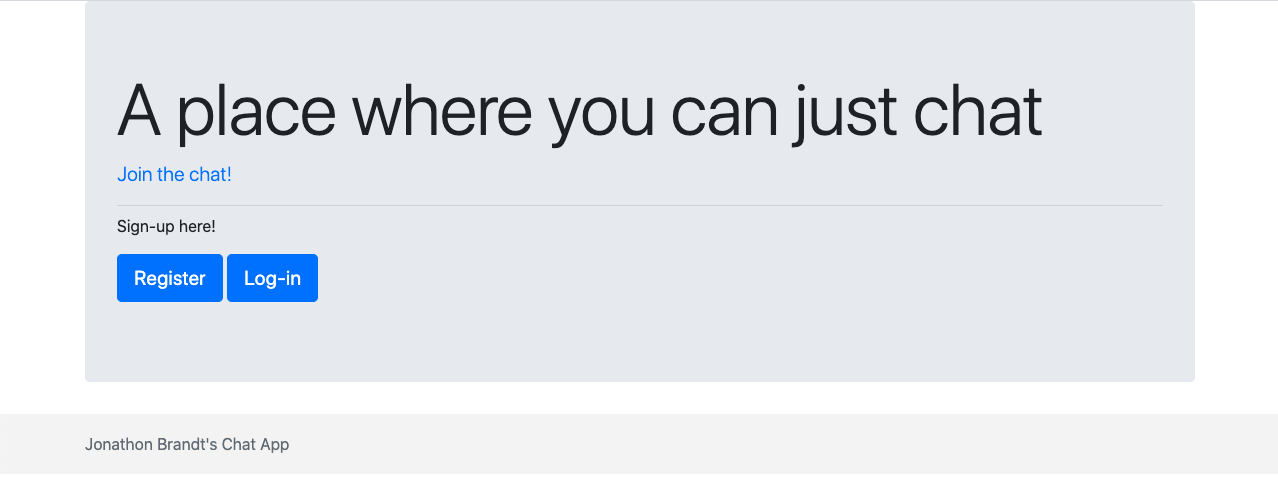 A place where you can just chat
Join the chat!
Sign-up here!
Register Log-in
Jonathon Brandt's Chat App